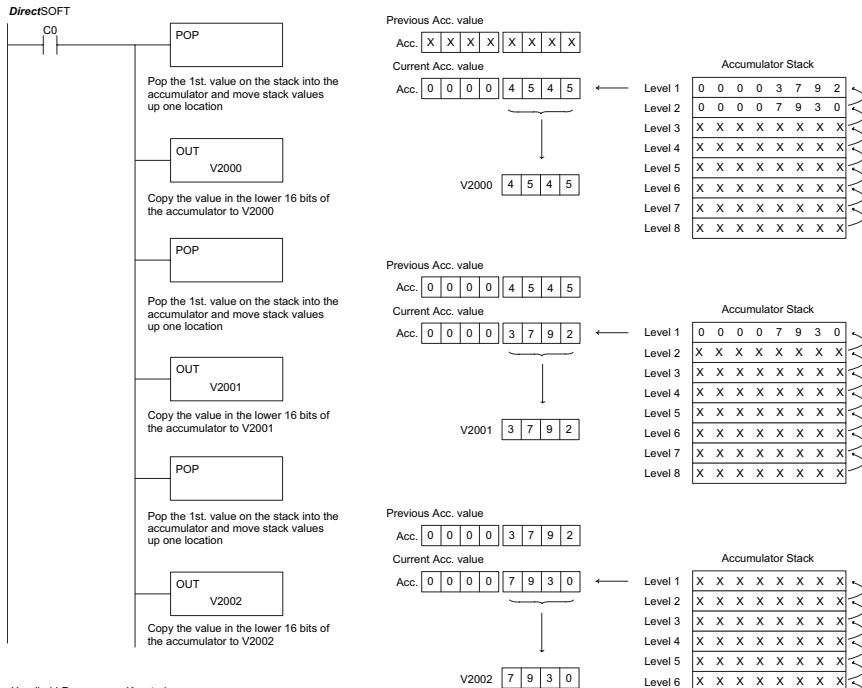 DirectSOFT
C0
POP
Pop the 1st. value on the stack into the
accumulator and move stack values
up one location
OUT
V2000
Copy the value in the lower 16 bits of
the accumulator to V2000
Previous Acc. value
Acc. X X X X X X X X
Current Acc. value
Acc. 0 0 0 0 4 5 4 5
V2000 4 5 4 5
Accumulator Stack
Level 1 0 0 0 0 3 7 9 2
Level 2 0 0 0 0 7 9 3 0
Level 3 X X X X X X X X
Level 4 X X X X X X X X
Level 5 X X X X X X X X
Level 6 X X X X X X X X
Level 7 X X X X X X X X
Level 8 X X X X X X X X
POP
Pop the 1st. value on the stack into the
accumulator and move stack values
up one location
OUT
V2001
Copy the value in the lower 16 bits of
the accumulator to V2001
Previous Acc. value
Acc. 0 0 0 0 4 5 4 5
Current Acc. value
Acc. 0 0 0 0 3 7 9 2
V2001 3 7 9 2
Accumulator Stack
Level 1 0 0 0 0 7 9 3 0
Level 2 X X X X X X X X
Level 3 X X X X X X X X
Level 4 X X X X X X X X
Level 5 X X X X X X X X
Level 6 X X X X X X X X
Level 7 X X X X X X X X
Level 8 X X X X X X X X
POP
Pop the 1st. value on the stack into the
accumulator and move stack values
up one location
OUT
V2002
Copy the value in the lower 16 bits of
the accumulator to V2002
Previous Acc. value
Acc. 0 0 0 0 3 7 9 2
Current Acc. value
Acc. 0 0 0 0 7 9 3 0
V2002 7 9 3 0
Accumulator Stack
Level 1 X X X X X X X X
Level 2 X X X X X X X X
Level 3 X X X X X X X X
Level 4 X X X X X X X X
Level 5 X X X X X X X X
Level 6 X X X X X X X X